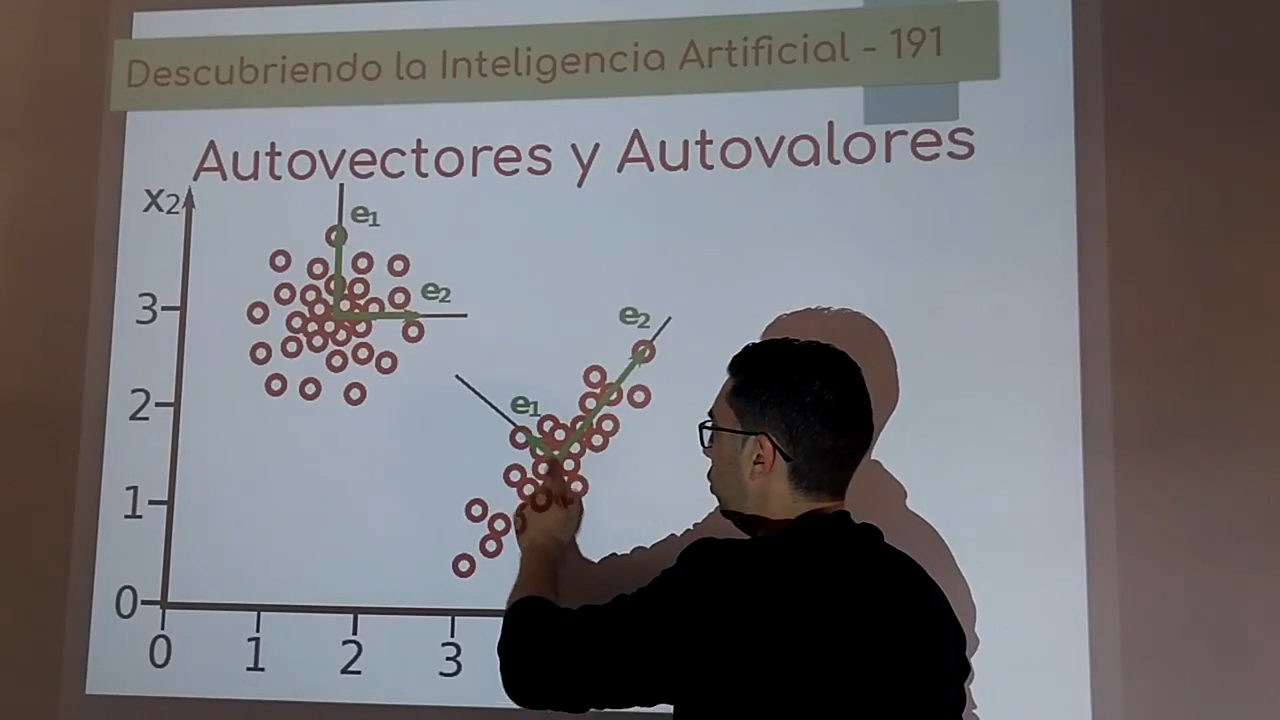 Descubriendo la Inteligencia Artificial - 191
Autovectores y Autovalores
x2
e1
e2
3
e2
2
e1
1
0
0 1 2 3